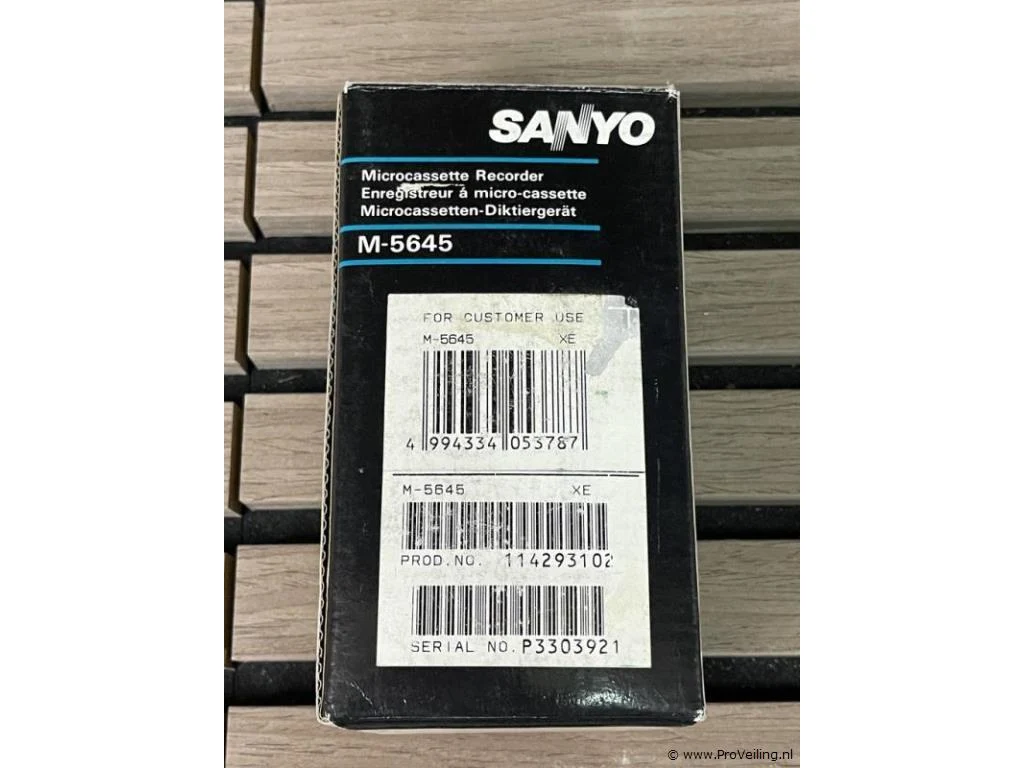 SANYO
Microcassette Recorder
Enregistreur á micro-cassette
Microcassetten-Diktiergerät
M-5645
FOR CUSTOMER USE
M-5645 XE
4 994334 053787
M-5645 XE
PROD.NO. 114293102
SERIAL NO. P3303921
© www.ProVeiling.nl